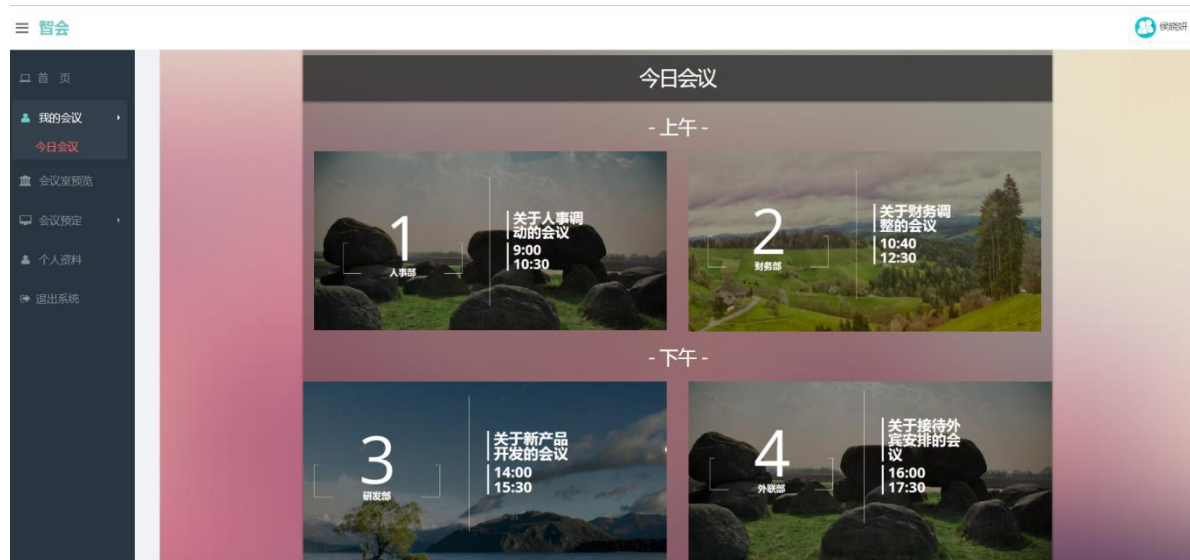 智会
侯晓妍
首 页
我的会议
今日会议
会议室预览
会议预定
个人资料
退出系统
今日会议
- 上午 -
1
人事部
关于人事调
动的会议
9:00
10:30
2
财务部
关于财务调
整的会议
10:40
12:30
- 下午 -
3
研发部
关于新产品
开发的会议
14:00
15:30
4
外联部
关于接待外
宾安排的会
议
16:00
17:30